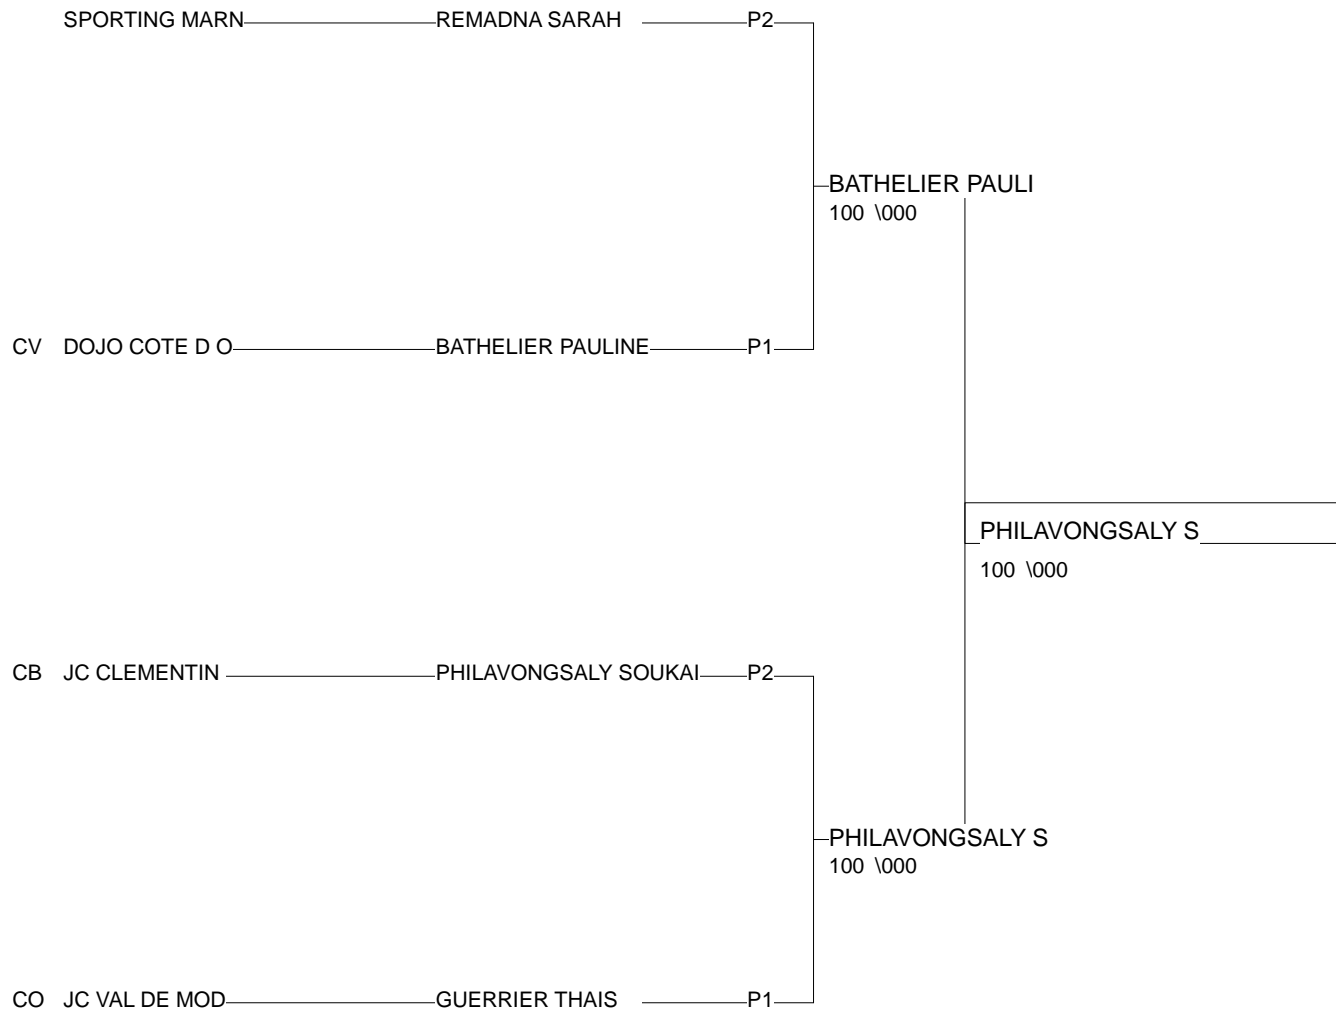 SPORTING MARN REMADNA SARAH P2
BATHELIER PAULI
100 \000
CV DOJO COTE D O BATHELIER PAULINE P1
PHILAVONGSALY S
100 \000
CB JC CLEMENTIN PHILAVONGSALY SOUKAI P2
PHILAVONGSALY S
100 \000
CO JC VAL DE MOD GUERRIER THAIS P1